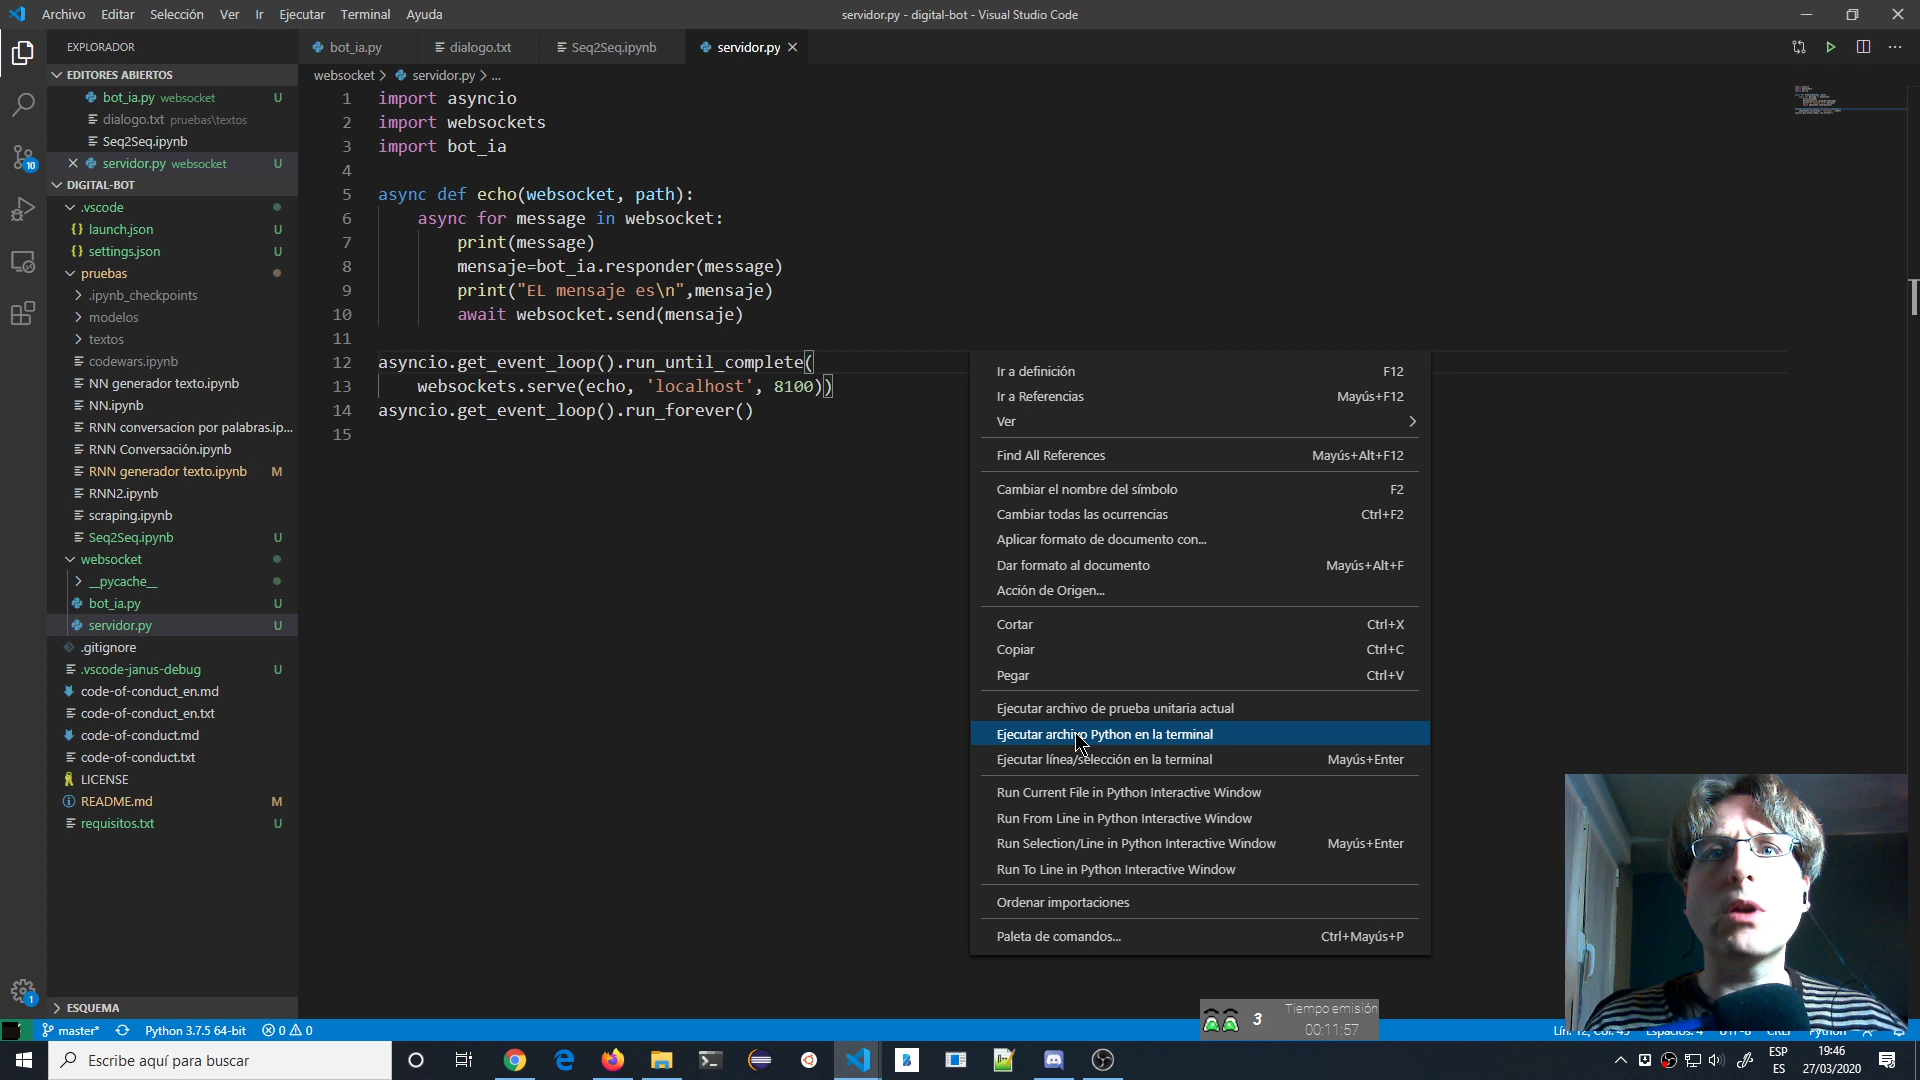 Archivo Editar Selección Ver Ir Ejecutar Terminal Ayuda
servidor.py - digital-bot - Visual Studio Code
EXPLORADOR
EDITORES ABIERTOS
bot_ia.py websocket U
dialogo.txt pruebas\textos
Seq2Seq.ipynb
servidor.py websocket U
DIGITAL-BOT
.vscode
launch.json U
settings.json U
pruebas
.ipynb_checkpoints
modelos
textos
codewars.ipynb
NN generador texto.ipynb
NN.ipynb
RNN conversacion por palabras.ip...
RNN Conversación.ipynb
RNN generador texto.ipynb M
RNN2.ipynb
scraping.ipynb
Seq2Seq.ipynb U
websocket
__pycache__
bot_ia.py U
servidor.py U
.gitignore
.vscode-janus-debug U
code-of-conduct_en.md
code-of-conduct_en.txt
code-of-conduct.md
code-of-conduct.txt
LICENSE
README.md M
requisitos.txt U
ESQUEMA
10
1
bot_ia.py dialogo.txt Seq2Seq.ipynb servidor.py
websocket > servidor.py > ...
1 import asyncio
2 import websockets
3 import bot_ia
4
5 async def echo(websocket, path):
6 async for message in websocket:
7 print(message)
8 mensaje=bot_ia.responder(message)
9 print("EL mensaje es\n",mensaje)
10 await websocket.send(mensaje)
11
12 asyncio.get_event_loop().run_until_complete(
13 websockets.serve(echo, 'localhost', 8100))
14 asyncio.get_event_loop().run_forever()
15
Ir a definición F12
Ir a Referencias Mayús+F12
Ver
Find All References Mayús+Alt+F12
Cambiar el nombre del símbolo F2
Cambiar todas las ocurrencias Ctrl+F2
Aplicar formato de documento con...
Dar formato al documento Mayús+Alt+F
Acción de Origen...
Cortar Ctrl+X
Copiar Ctrl+C
Pegar Ctrl+V
Ejecutar archivo de prueba unitaria actual
Ejecutar archivo Python en la terminal
Ejecutar línea/selección en la terminal Mayús+Enter
Run Current File in Python Interactive Window
Run From Line in Python Interactive Window
Run Selection/Line in Python Interactive Window Mayús+Enter
Run To Line in Python Interactive Window
Ordenar importaciones
Paleta de comandos... Ctrl+Mayús+P
3 Tiempo emisión
00:11:57
master* Python 3.7.5 64-bit 0 0 Lín. 12, Col. 45 Espacios: 4 UTF-8 CRLF Python
Escribe aquí para buscar
ESP
ES
19:46
27/03/2020